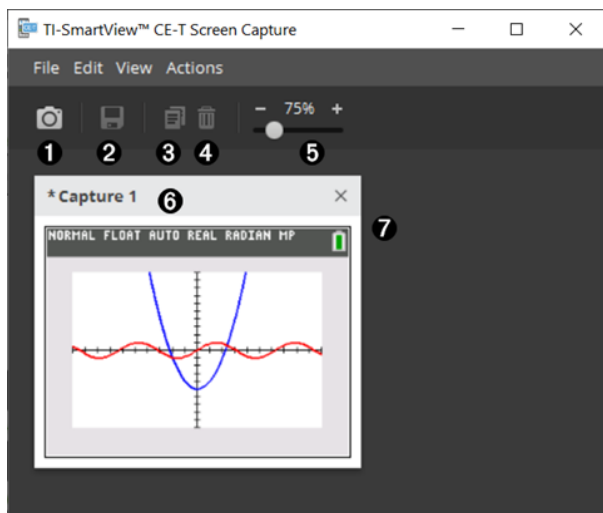 TI-SmartView™ CE-T Screen Capture
File Edit View Actions
− 75% +
1 2 3 4 5
*Capture 1 6
7
NORMAL FLOAT AUTO REAL RADIAN MP